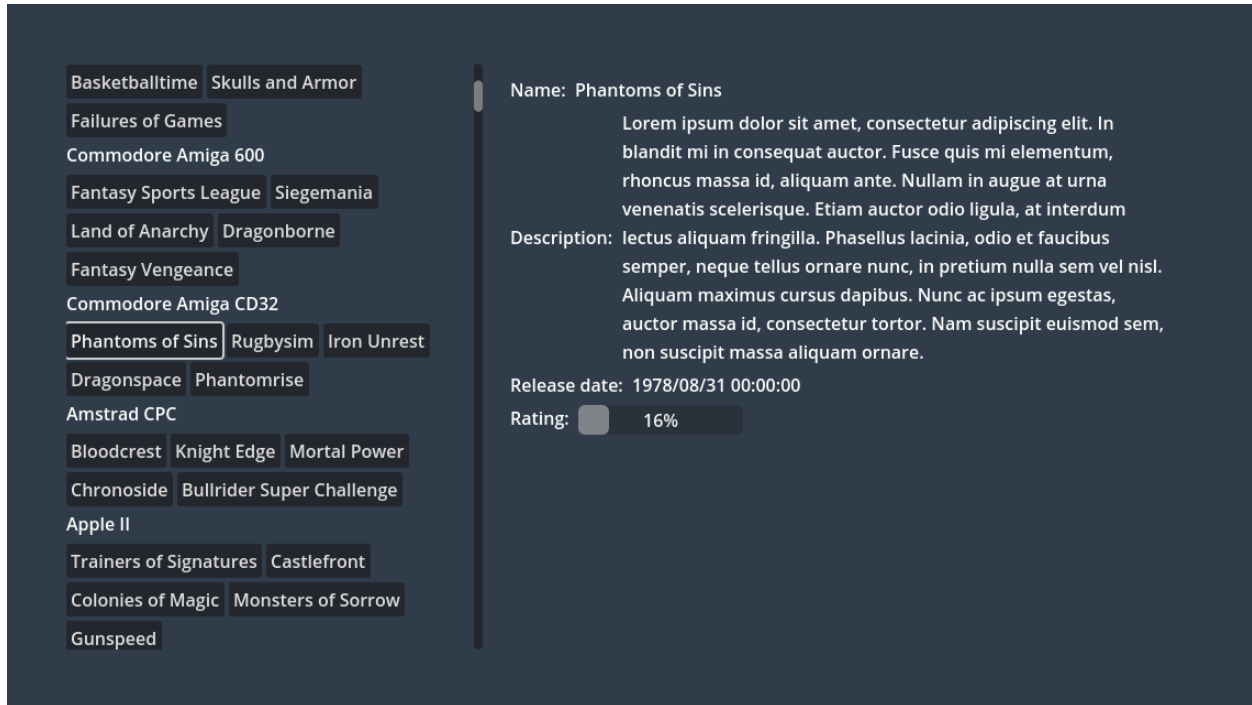 Basketballtime Skulls and Armor
Failures of Games
Commodore Amiga 600
Fantasy Sports League Siegemania
Land of Anarchy Dragonborne
Fantasy Vengeance
Commodore Amiga CD32
Phantoms of Sins Rugbysim Iron Unrest
Dragonspace Phantomrise
Amstrad CPC
Bloodcrest Knight Edge Mortal Power
Chronoside Bullrider Super Challenge
Apple II
Trainers of Signatures Castlefront
Colonies of Magic Monsters of Sorrow
Gunspeed
Name: Phantoms of Sins
Lorem ipsum dolor sit amet, consectetur adipiscing elit. In
blandit mi in consequat auctor. Fusce quis mi elementum,
rhoncus massa id, aliquam ante. Nullam in augue at urna
venenatis scelerisque. Etiam auctor odio ligula, at interdum
Description: lectus aliquam fringilla. Phasellus lacinia, odio et faucibus
semper, neque tellus ornare nunc, in pretium nulla sem vel nisl.
Aliquam maximus cursus dapibus. Nunc ac ipsum egestas,
auctor massa id, consectetur tortor. Nam suscipit euismod sem,
non suscipit massa aliquam ornare.
Release date: 1978/08/31 00:00:00
Rating: 16%